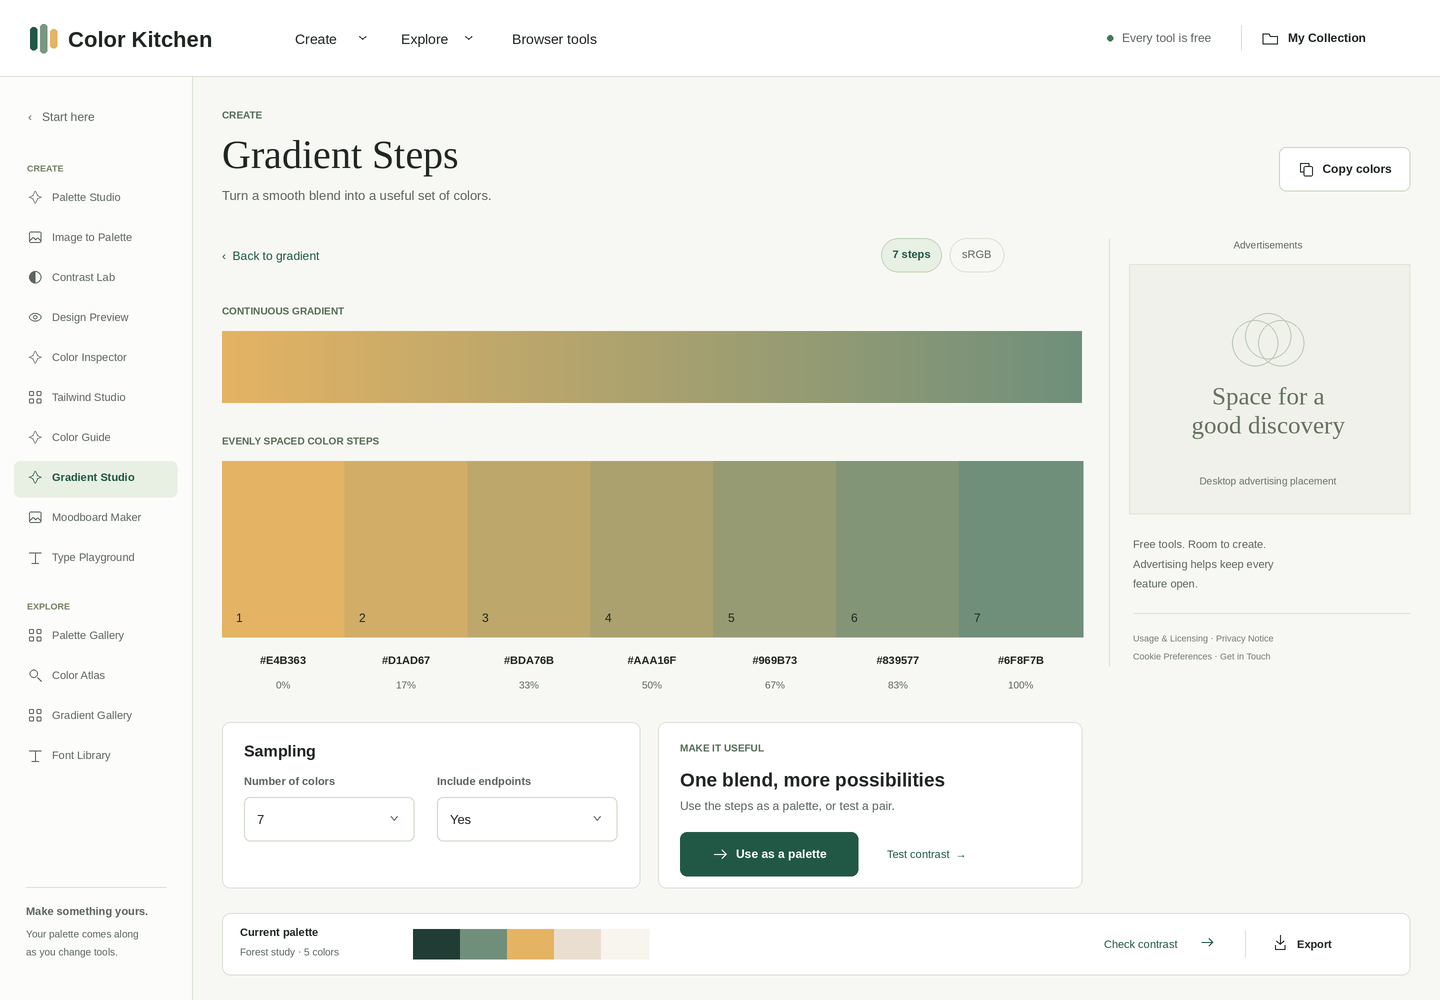 Color Kitchen
Create
Explore
Browser tools
Every tool is free
My Collection
‹ Start here
CREATE
Palette Studio
Image to Palette
Contrast Lab
Design Preview
Color Inspector
Tailwind Studio
Color Guide
Gradient Studio
Moodboard Maker
Type Playground
EXPLORE
Palette Gallery
Color Atlas
Gradient Gallery
Font Library
Make something yours.
Your palette comes along
as you change tools.
CREATE
Gradient Steps
Turn a smooth blend into a useful set of colors.
Copy colors
‹ Back to gradient
7 steps
sRGB
CONTINUOUS GRADIENT
EVENLY SPACED COLOR STEPS
1 2 3 4 5 6 7
#E4B363 #D1AD67 #BDA76B #AAA16F #969B73 #839577 #6F8F7B
0% 17% 33% 50% 67% 83% 100%
Sampling
Number of colors
7
Include endpoints
Yes
MAKE IT USEFUL
One blend, more possibilities
Use the steps as a palette, or test a pair.
→ Use as a palette
Test contrast →
Advertisements
Space for a
good discovery
Desktop advertising placement
Free tools. Room to create.
Advertising helps keep every
feature open.
Usage & Licensing · Privacy Notice
Cookie Preferences · Get in Touch
Current palette
Forest study · 5 colors
Check contrast →
Export